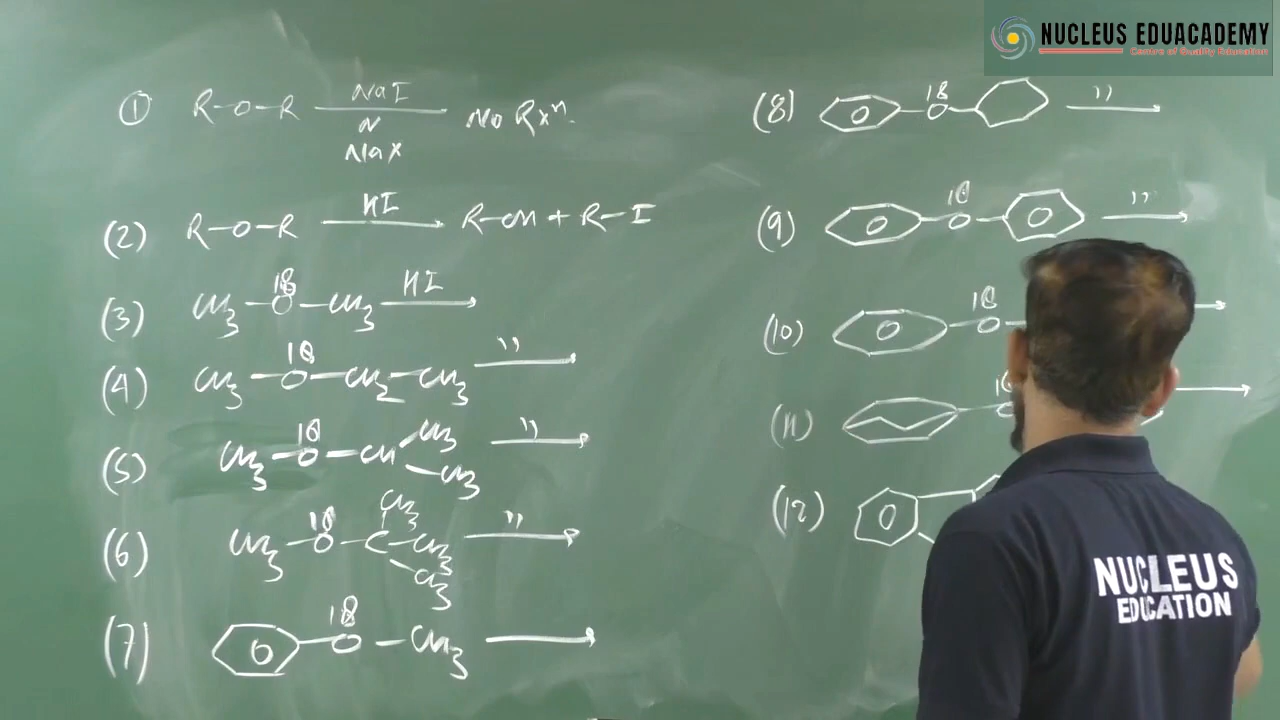 NUCLEUS EDUACADEMY
Centre of Quality Education
① R-O-R NaI No Rxⁿ.
NaX
(2) R-O-R HI R-OH + R-I
(3) CH₃-O-CH₃ HI
18
(4) CH₃-O-CH₂-CH₃ ''
18
(5) CH₃-O-CH CH₃ CH₃ ''
18
(6) CH₃-O-C CH₃ CH₃ CH₃ ''
18
(7) O-CH₃
18
(8) O ''
18
(9) O ''
18
(10) O
18
(11)
(12)
NUCLEUS
EDUCATION